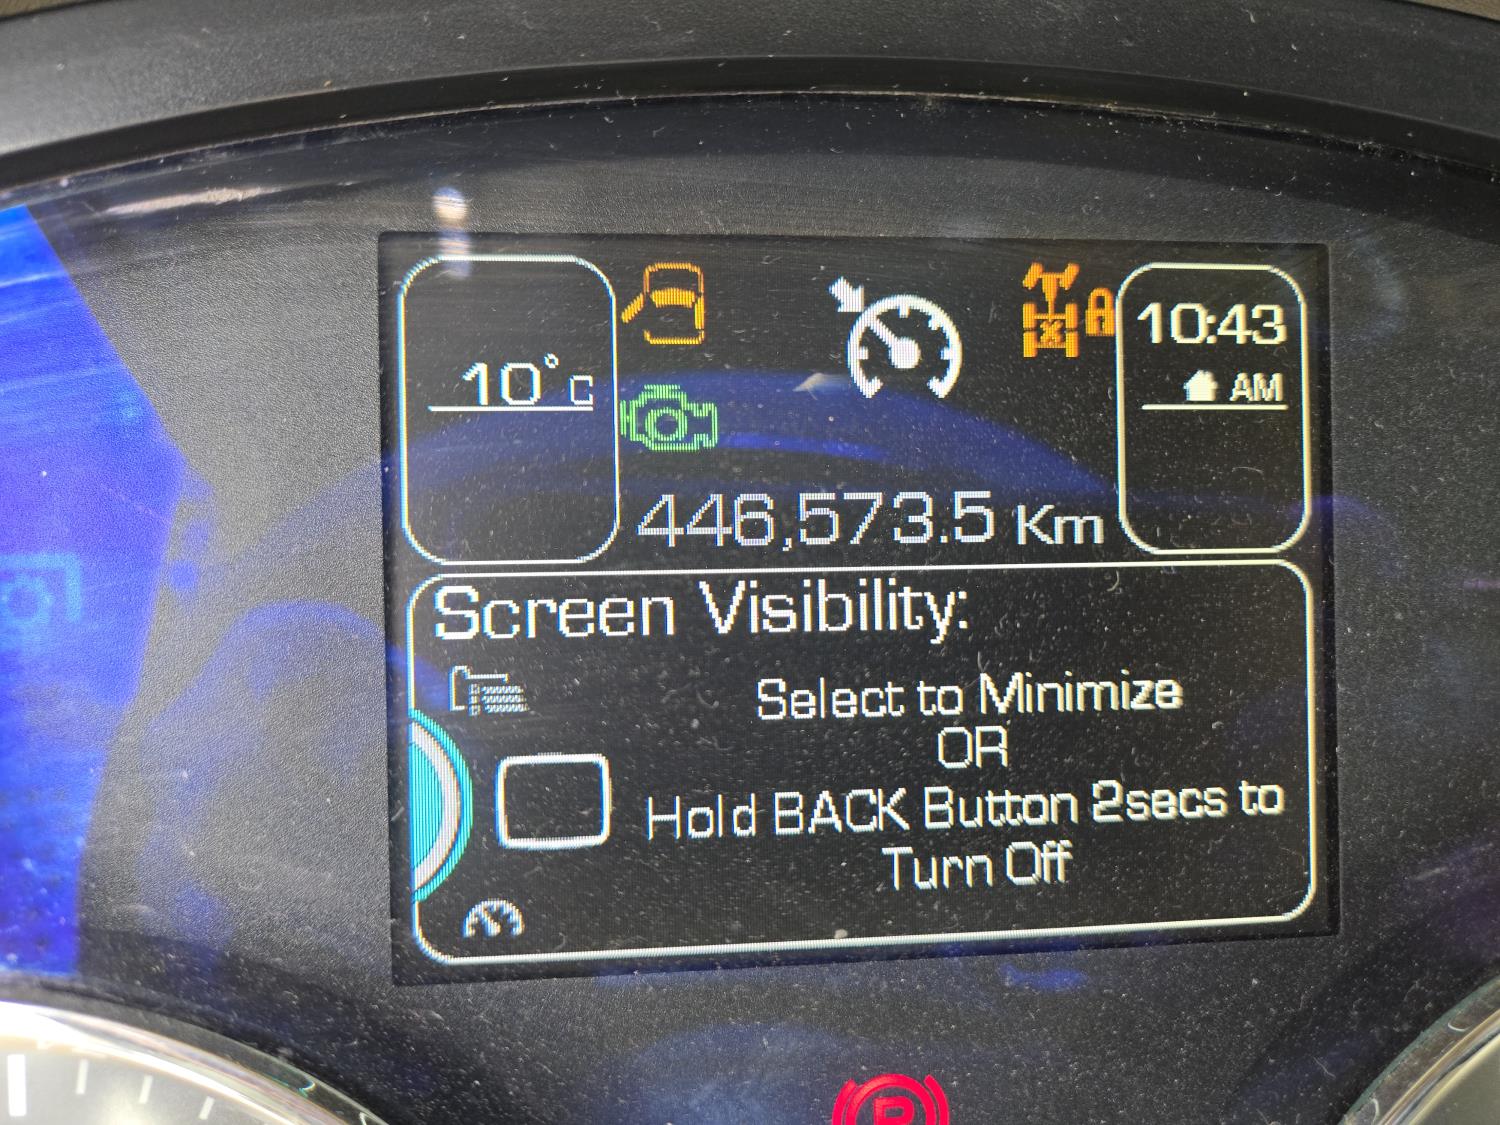 10°C
10:43
AM
446,573.5 Km
Screen Visibility:
Select to Minimize
OR
Hold BACK Button 2secs to
Turn Off
P